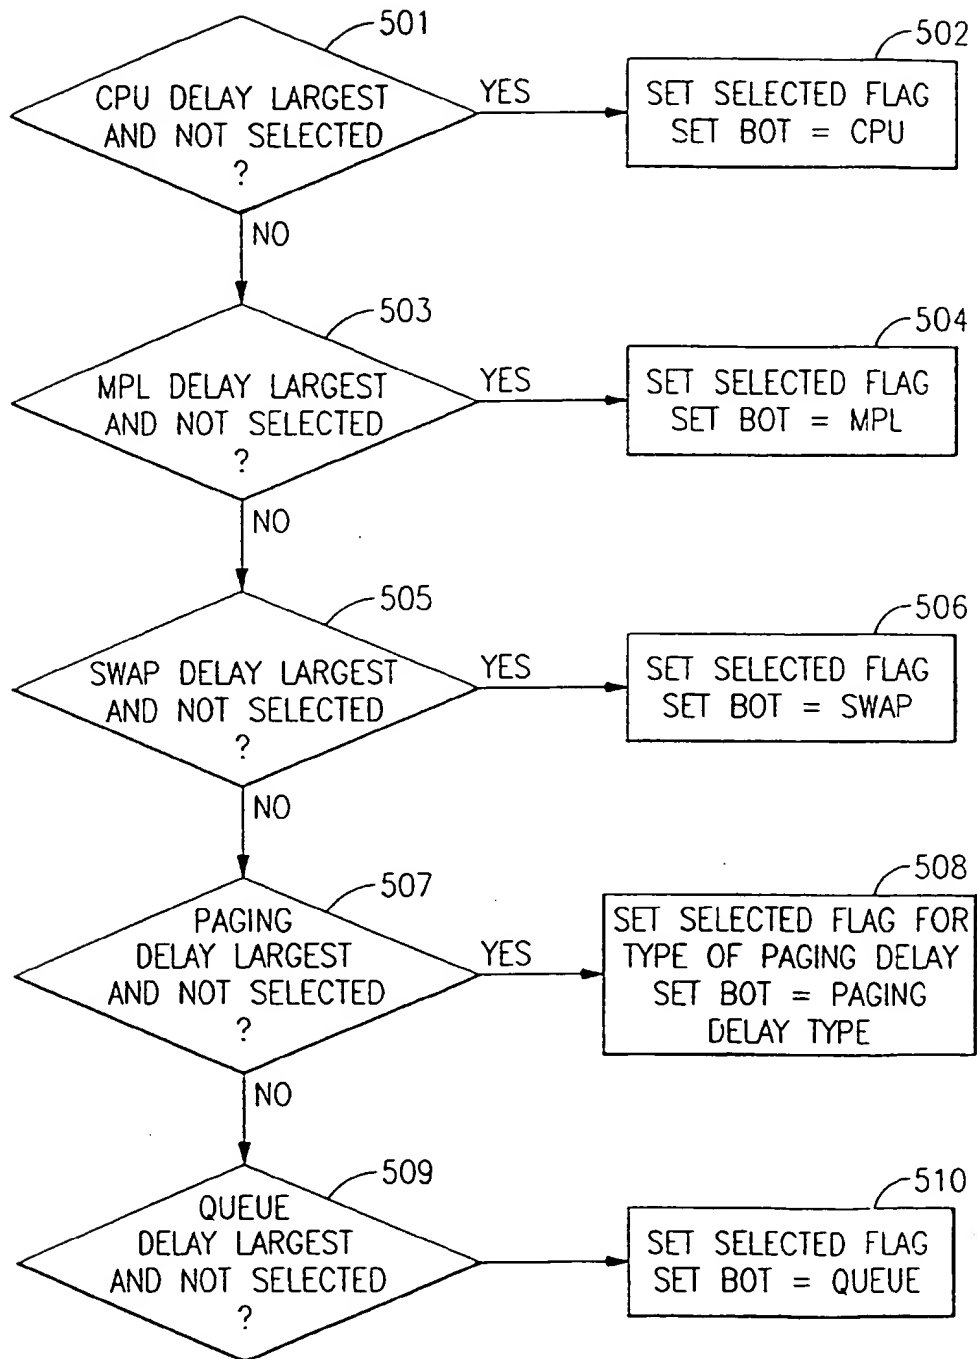 501
CPU DELAY LARGEST
AND NOT SELECTED
?
YES
502
SET SELECTED FLAG
SET BOT = CPU
NO
503
MPL DELAY LARGEST
AND NOT SELECTED
?
YES
504
SET SELECTED FLAG
SET BOT = MPL
NO
505
SWAP DELAY LARGEST
AND NOT SELECTED
?
YES
506
SET SELECTED FLAG
SET BOT = SWAP
NO
507
PAGING
DELAY LARGEST
AND NOT SELECTED
?
YES
508
SET SELECTED FLAG FOR
TYPE OF PAGING DELAY
SET BOT = PAGING
DELAY TYPE
NO
509
QUEUE
DELAY LARGEST
AND NOT SELECTED
?
510
SET SELECTED FLAG
SET BOT = QUEUE